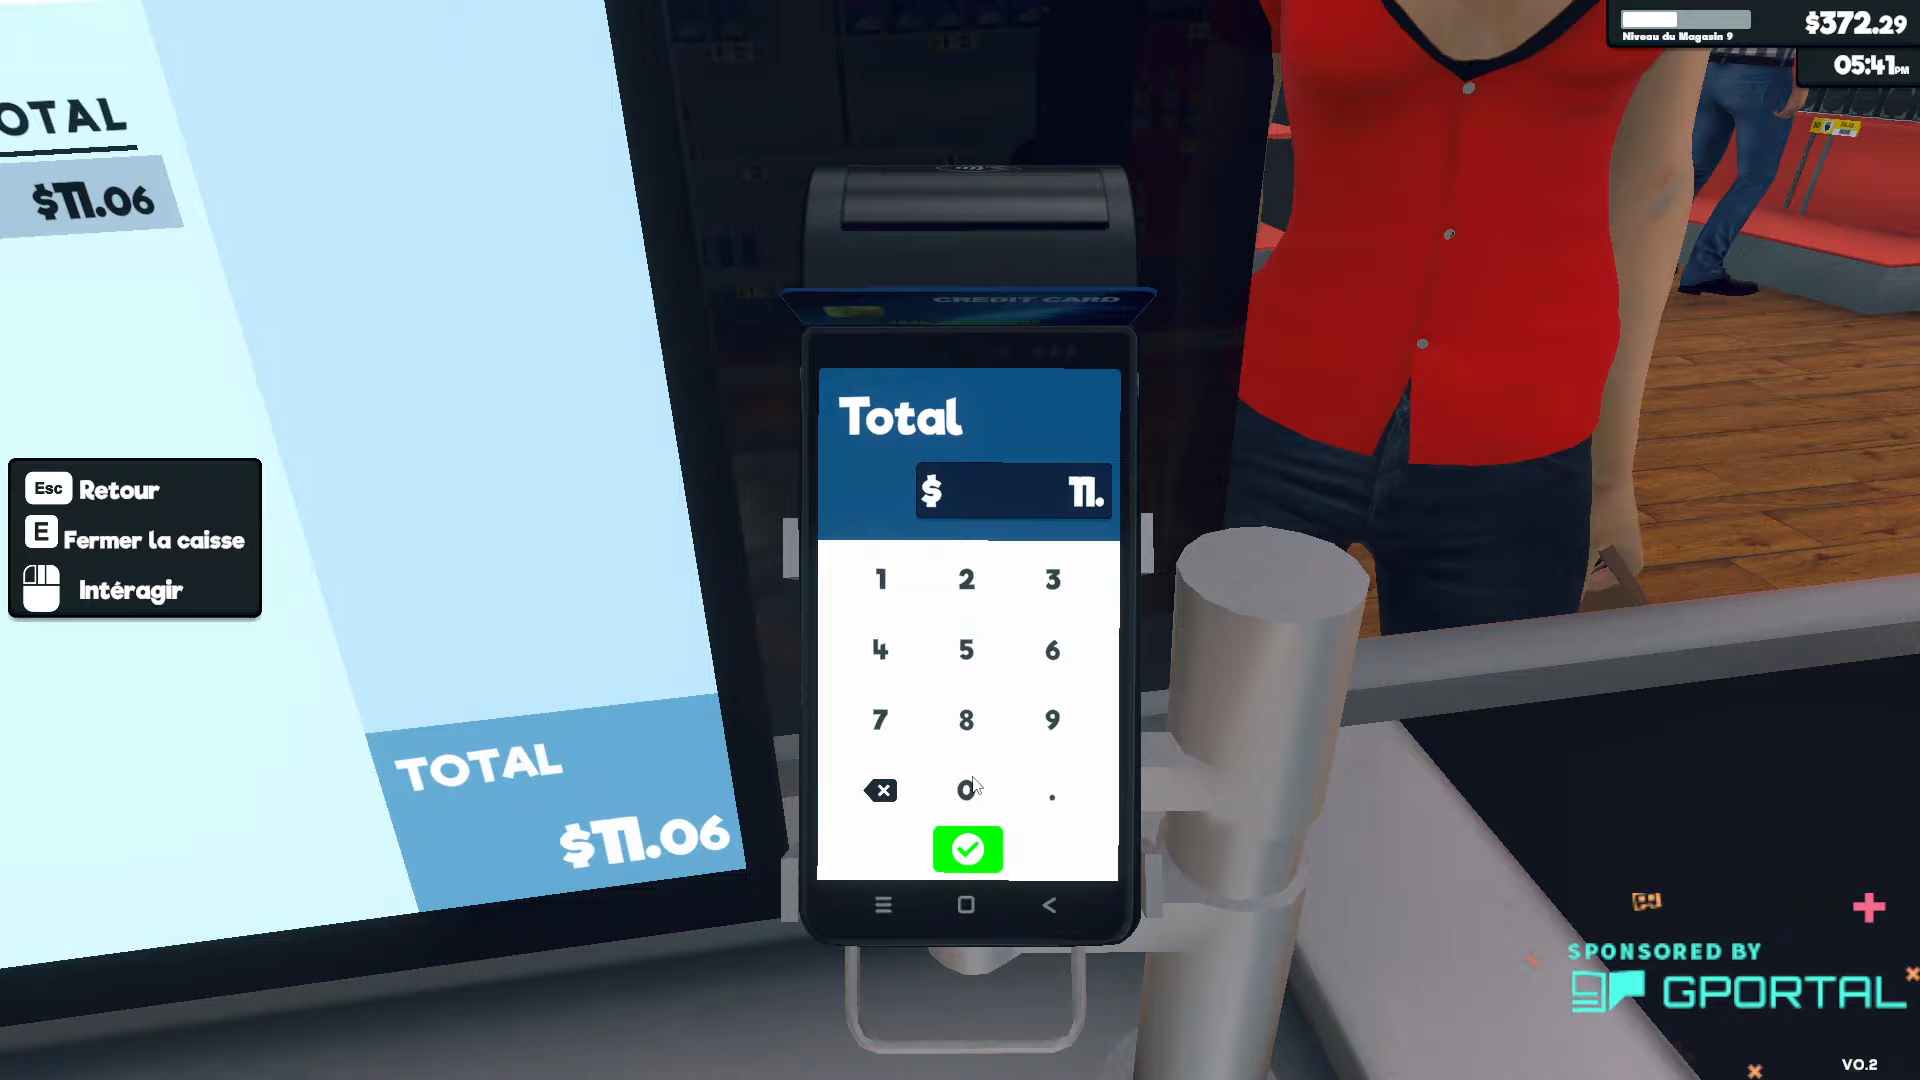 $372.29
Niveau du Magasin 9
05:41PM
OTAL
$11.06
CREDIT CARD
Total
$ 11.
Esc Retour
E Fermer la caisse
Intéragir
1 2 3
4 5 6
7 8 9
0 .
TOTAL
$11.06
SPONSORED BY
GPORTAL
V0.2